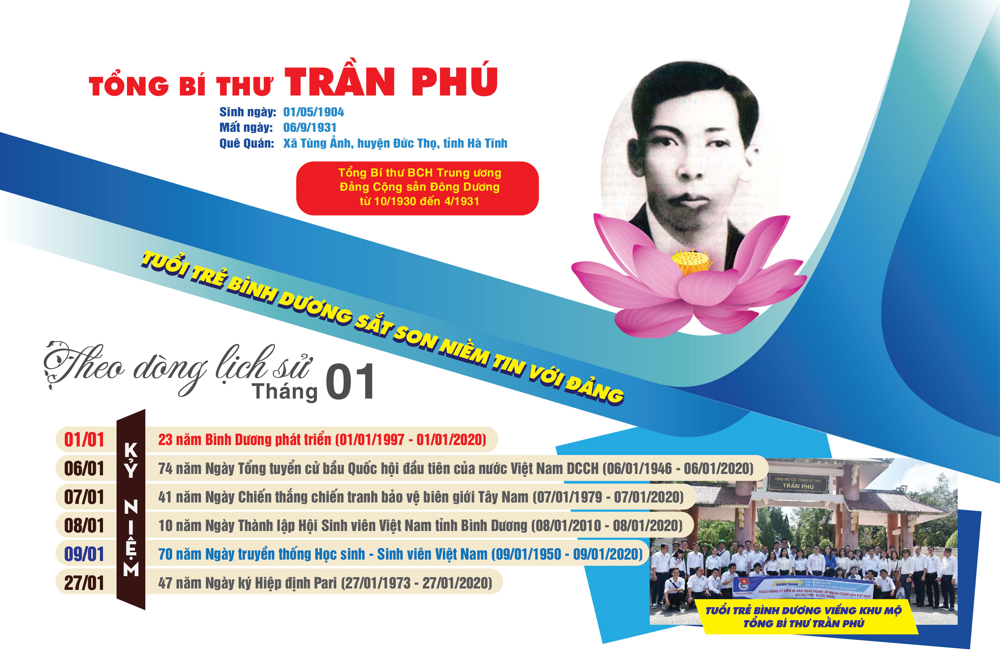 TỔNG BÍ THƯ TRẦN PHÚ
Sinh ngày: 01/05/1904
Mất ngày: 06/9/1931
Quê Quán: Xã Tùng Ảnh, huyện Đức Thọ, tỉnh Hà Tĩnh
Tổng Bí thư BCH Trung ương
Đảng Cộng sản Đông Dương
từ 10/1930 đến 4/1931
TUỔI TRẺ BÌNH DƯƠNG SẮT SON NIỀM TIN VỚI ĐẢNG
Theo dòng lịch sử
Tháng 01
KỶ NIỆM
01/01 23 năm Bình Dương phát triển (01/01/1997 - 01/01/2020)
06/01 74 năm Ngày Tổng tuyển cử bầu Quốc hội đầu tiên của nước Việt Nam DCCH (06/01/1946 - 06/01/2020)
07/01 41 năm Ngày Chiến thắng chiến tranh bảo vệ biên giới Tây Nam (07/01/1979 - 07/01/2020)
08/01 10 năm Ngày Thành lập Hội Sinh viên Việt Nam tỉnh Bình Dương (08/01/2010 - 08/01/2020)
09/01 70 năm Ngày truyền thống Học sinh - Sinh viên Việt Nam (09/01/1950 - 09/01/2020)
27/01 47 năm Ngày ký Hiệp định Pari (27/01/1973 - 27/01/2020)
KHU MỘ CỐ TỔNG BÍ THƯ
TRẦN PHÚ
HÀNH TRÌNH
TUỔI TRẺ BÌNH DƯƠNG
CHÀO MỪNG KỶ NIỆM 90 NĂM NGÀY THÀNH LẬP ĐẢNG CỘNG SẢN VIỆT NAM
(03/02/1930 - 03/02/2020)
TUỔI TRẺ BÌNH DƯƠNG VIẾNG KHU MỘ
TỔNG BÍ THƯ TRẦN PHÚ